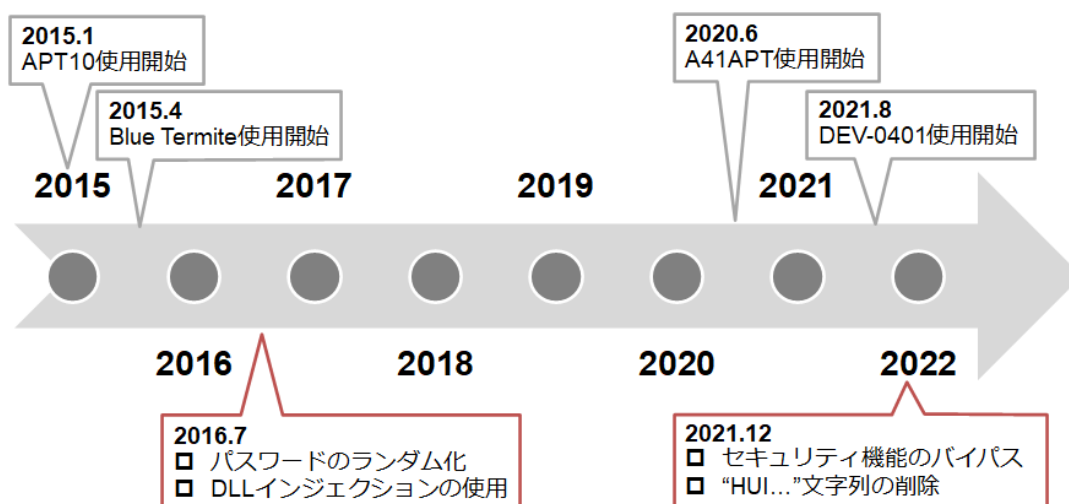 2015.1
APT10使用開始
2015.4
Blue Termite使用開始
2020.6
A41APT使用開始
2021.8
DEV-0401使用開始
2015
2017
2019
2021
2016
2018
2020
2022
2016.7
パスワードのランダム化
DLLインジェクションの使用
2021.12
セキュリティ機能のバイパス
“HUI...”文字列の削除